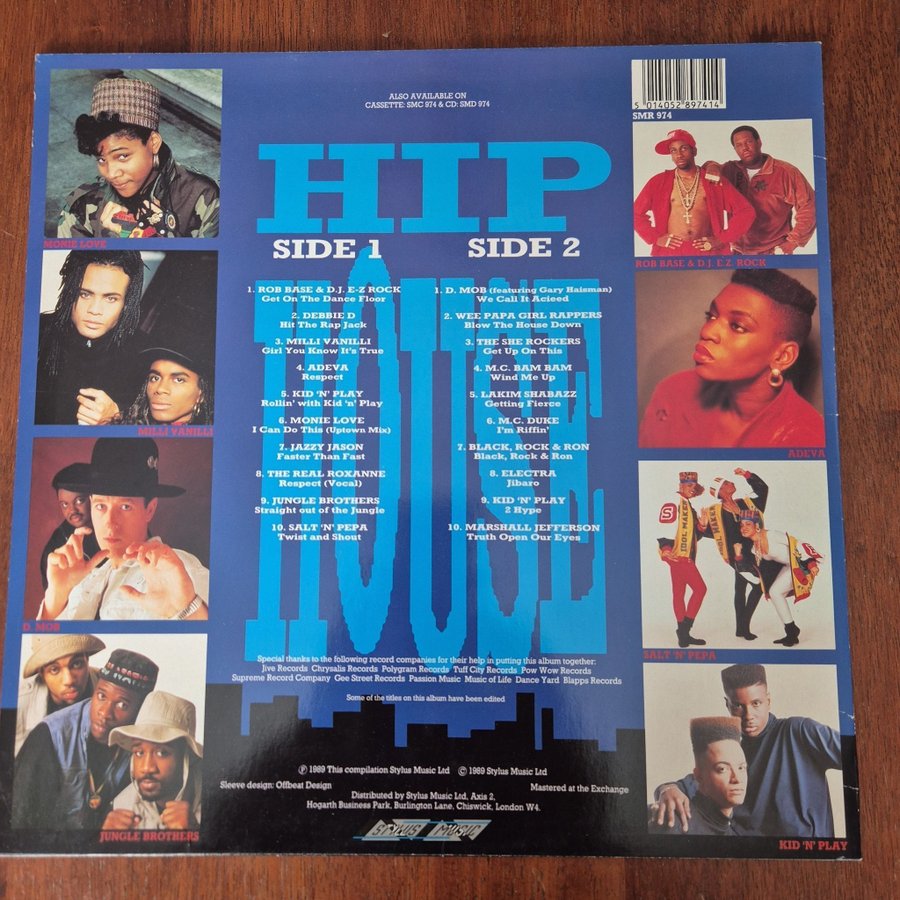 ALSO AVAILABLE ON
CASSETTE: SMC 974 & CD: SMD 974
5 014052 897414
SMR 974
HIP
HOUSE
MONIE LOVE
MILLI VANILLI
D. MOB
JUNGLE BROTHERS
SIDE 1
1. ROB BASE & D.J. E-Z ROCK
Get On The Dance Floor
2. DEBBIE D
Hit The Rap Jack
3. MILLI VANILLI
Girl You Know It's True
4. ADEVA
Respect
5. KID 'N' PLAY
Rollin' with Kid 'n' Play
6. MONIE LOVE
I Can Do This (Uptown Mix)
7. JAZZY JASON
Faster Than Fast
8. THE REAL ROXANNE
Respect (Vocal)
9. JUNGLE BROTHERS
Straight out of the Jungle
10. SALT 'N' PEPA
Twist and Shout
SIDE 2
1. D. MOB (featuring Gary Haisman)
We Call It Acieed
2. WEE PAPA GIRL RAPPERS
Blow The House Down
3. THE SHE ROCKERS
Get Up On This
4. M.C. BAM BAM
Wind Me Up
5. LAKIM SHABAZZ
Getting Fierce
6. M.C. DUKE
I'm Riffin'
7. BLACK, ROCK & RON
Black, Rock & Ron
8. ELECTRA
Jibaro
9. KID 'N' PLAY
2 Hype
10. MARSHALL JEFFERSON
Truth Open Our Eyes
ROB BASE & D.J. E.Z. ROCK
ADEVA
IDOL MAKER
SALT 'N' PEPA
KID 'N' PLAY
Special thanks to the following record companies for their help in putting this album together:
Jive Records Chrysalis Records Polygram Records Tuff City Records Pow Wow Records
Supreme Record Company Gee Street Records Passion Music Music of Life Dance Yard Blapps Records
Some of the titles on this album have been edited
℗ 1989 This compilation Stylus Music Ltd © 1989 Stylus Music Ltd
Sleeve design: Offbeat Design
Mastered at the Exchange
Distributed by Stylus Music Ltd, Axis 2,
Hogarth Business Park, Burlington Lane, Chiswick, London W4.
STYLUS MUSIC